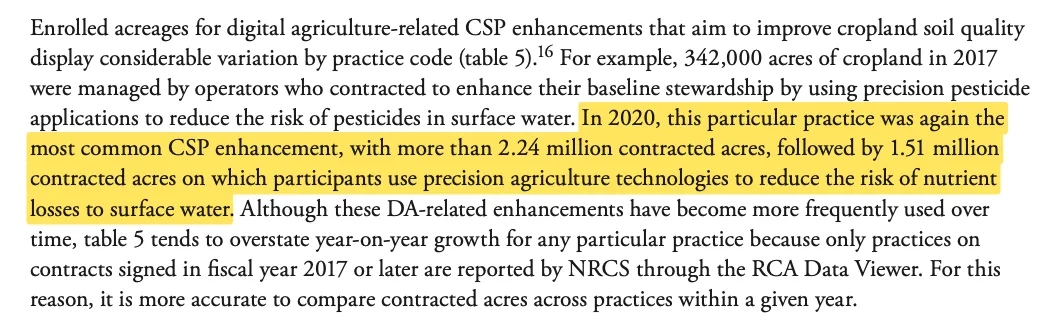 Enrolled acreages for digital agriculture-related CSP enhancements that aim to improve cropland soil quality
display considerable variation by practice code (table 5).16 For example, 342,000 acres of cropland in 2017
were managed by operators who contracted to enhance their baseline stewardship by using precision pesticide
applications to reduce the risk of pesticides in surface water. In 2020, this particular practice was again the
most common CSP enhancement, with more than 2.24 million contracted acres, followed by 1.51 million
contracted acres on which participants use precision agriculture technologies to reduce the risk of nutrient
losses to surface water. Although these DA-related enhancements have become more frequently used over
time, table 5 tends to overstate year-on-year growth for any particular practice because only practices on
contracts signed in fiscal year 2017 or later are reported by NRCS through the RCA Data Viewer. For this
reason, it is more accurate to compare contracted acres across practices within a given year.